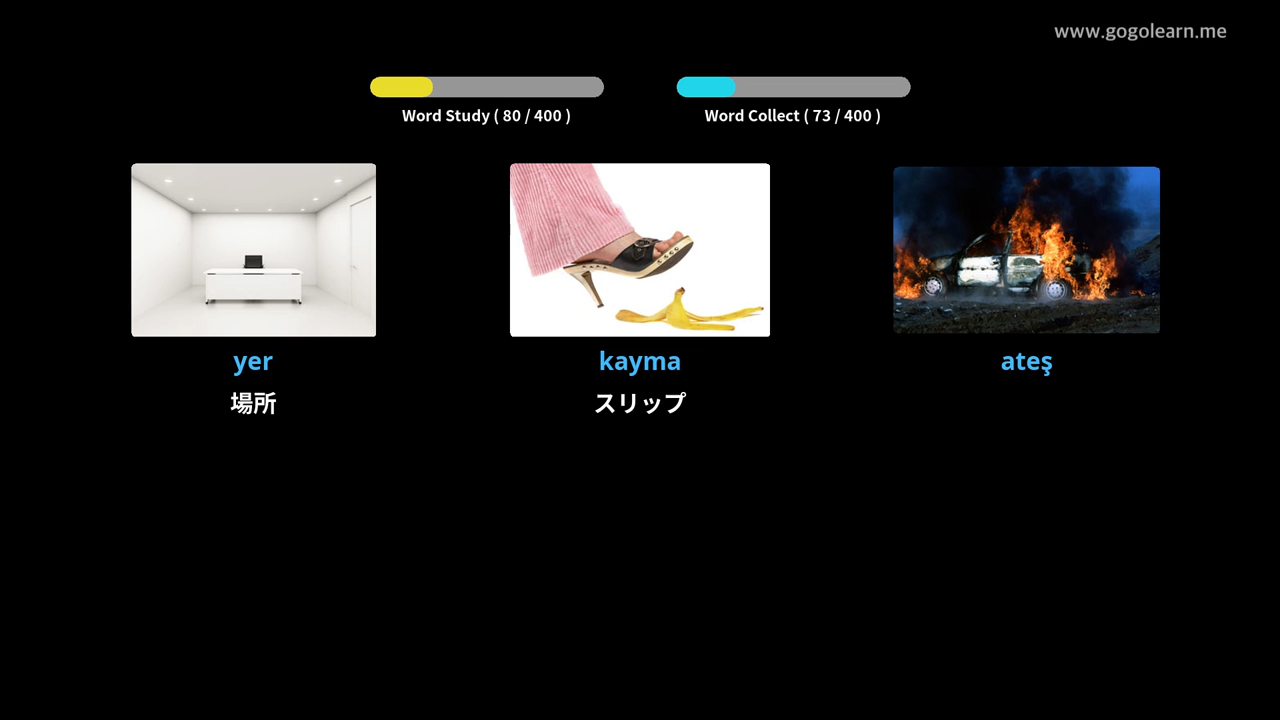 www.gogolearn.me
Word Study ( 80 / 400 )
Word Collect ( 73 / 400 )
yer
場所
kayma
スリップ
ateş